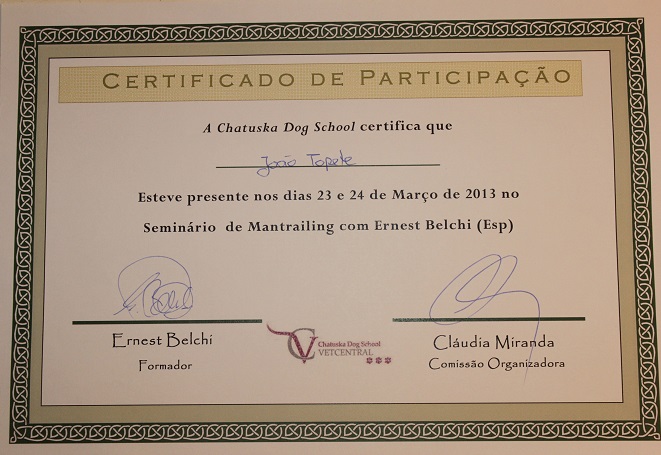 CERTIFICADO DE PARTICIPAÇÃO
A Chatuska Dog School certifica que
João Topete
Esteve presente nos dias 23 e 24 de Março de 2013 no
Seminário de Mantrailing com Ernest Belchi (Esp)
Ernest Belchi
Formador
Chatuska Dog School
VETCENTRAL
Cláudia Miranda
Comissão Organizadora